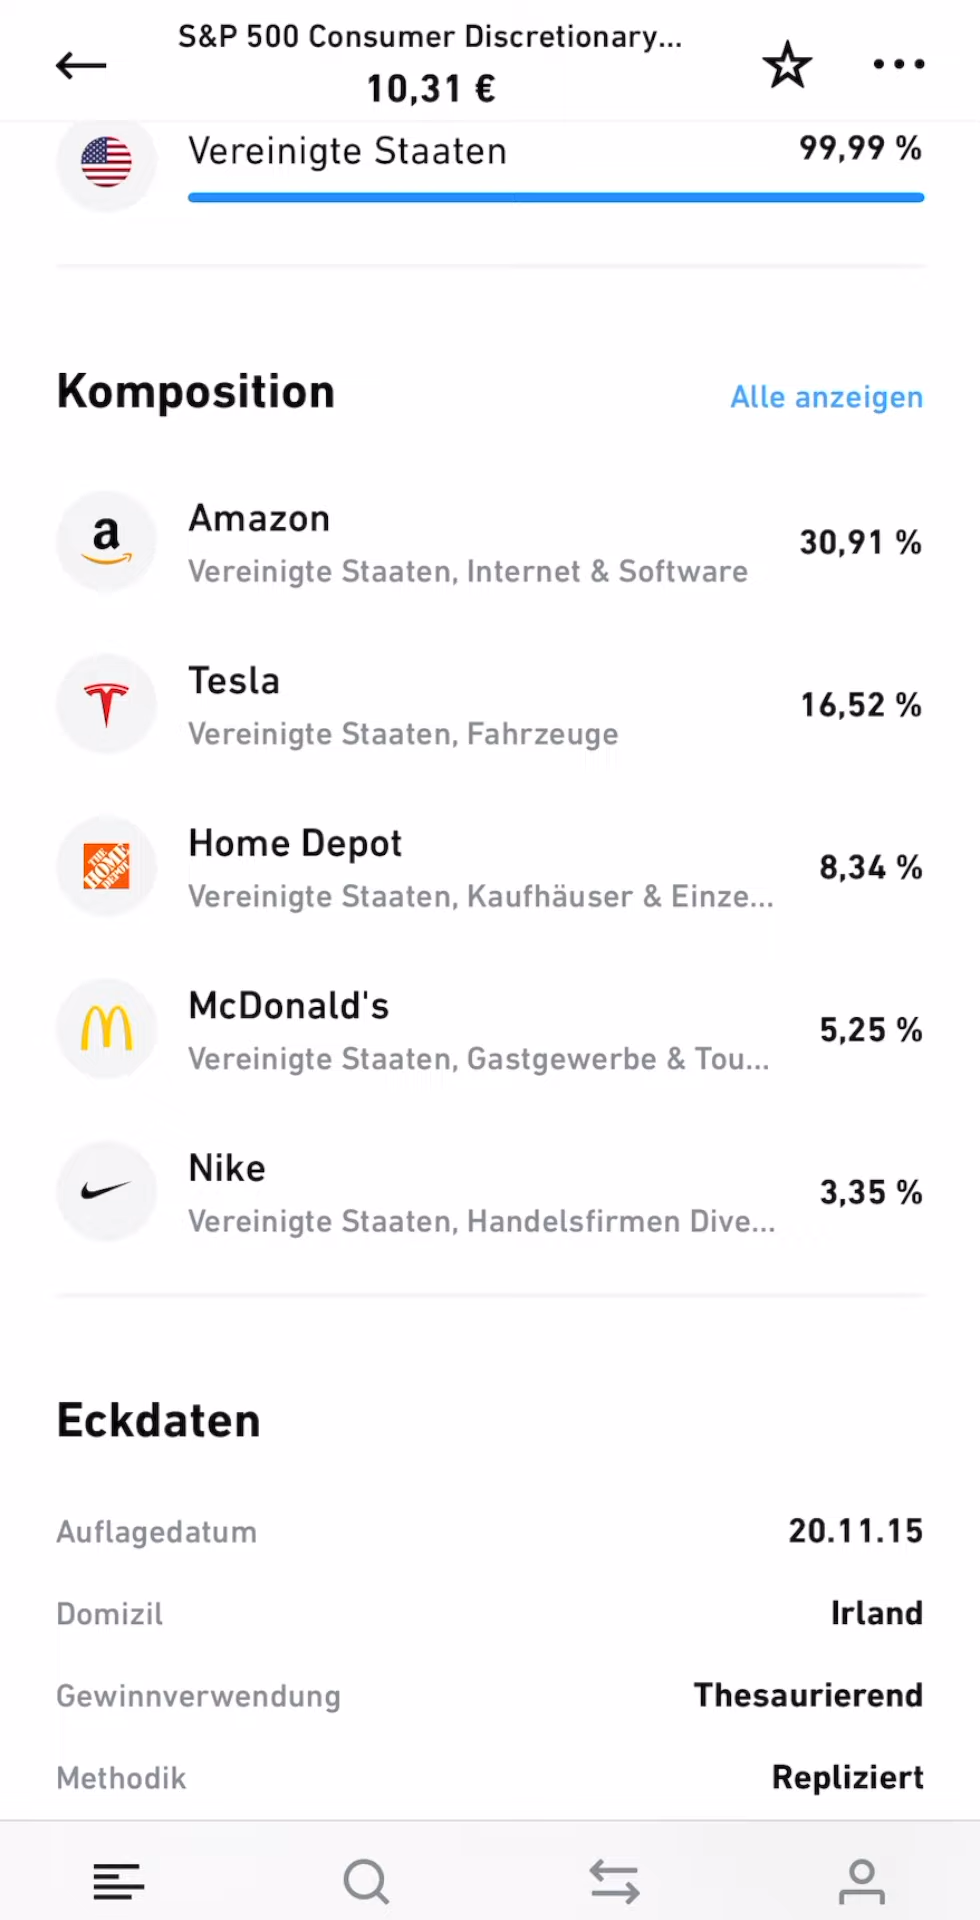 S&P 500 Consumer Discretionary...
10,31 €
Vereinigte Staaten
99,99 %
Komposition
Alle anzeigen
a
Amazon
Vereinigte Staaten, Internet & Software
30,91 %
Tesla
Vereinigte Staaten, Fahrzeuge
16,52 %
THE
HOME
DEPOT
Home Depot
Vereinigte Staaten, Kaufhäuser & Einze...
8,34 %
McDonald's
Vereinigte Staaten, Gastgewerbe & Tou...
5,25 %
Nike
Vereinigte Staaten, Handelsfirmen Dive...
3,35 %
Eckdaten
Auflagedatum
20.11.15
Domizil
Irland
Gewinnverwendung
Thesaurierend
Methodik
Repliziert